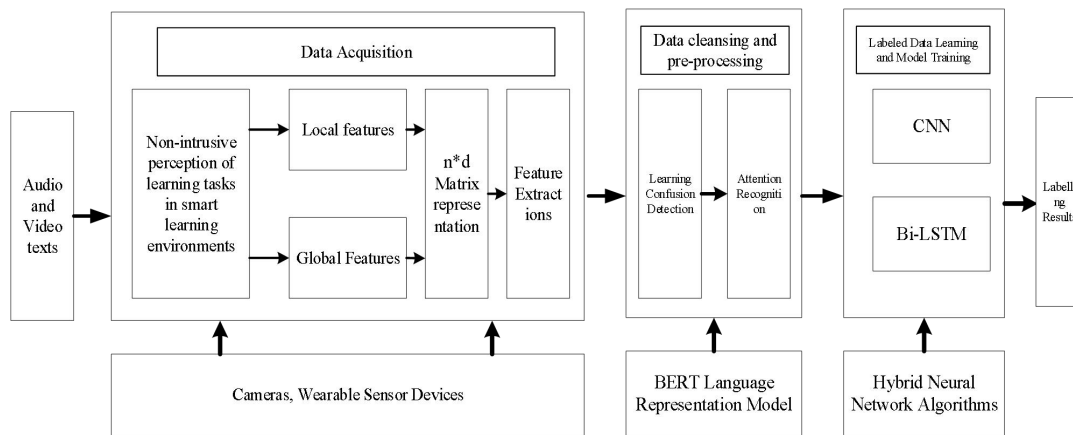 Audio
and
Video
texts
Data Acquisition
Non-intrusive
perception of
learning tasks
in smart
learning
environments
Local features
Global Features
n*d
Matrix
represe
ntation
Feature
Extract
ions
Data cleansing and
pre-processing
Learning
Confusion
Detection
Attention
Recogniti
on
Labeled Data Learning
and Model Training
CNN
Bi-LSTM
Labelli
ng
Results
Cameras, Wearable Sensor Devices
BERT Language
Representation Model
Hybrid Neural
Network Algorithms